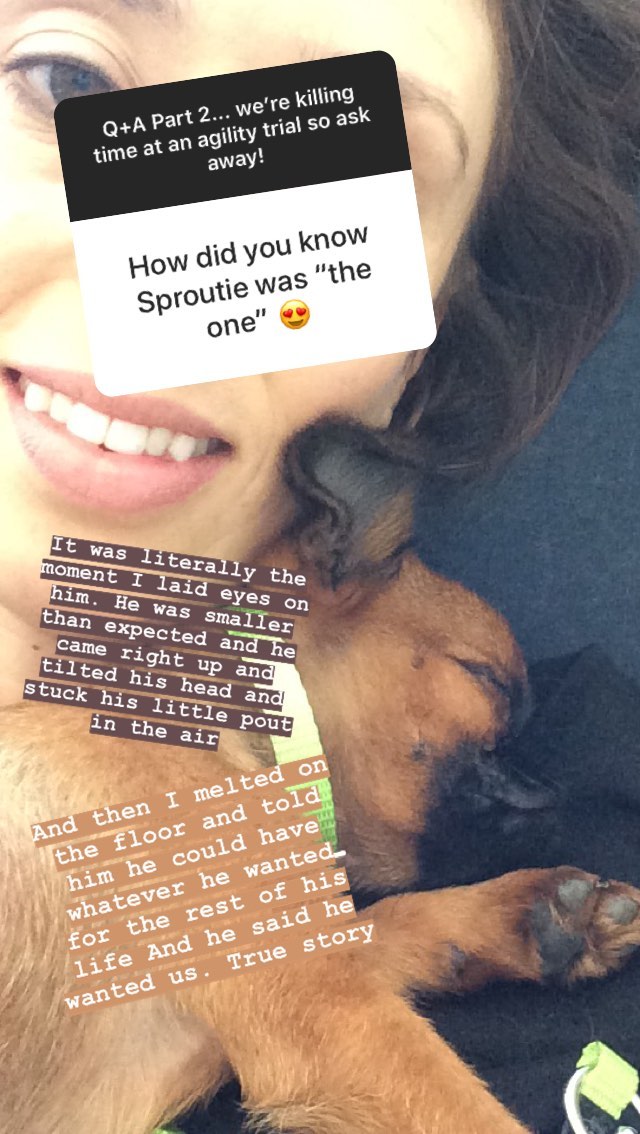 Q+A Part 2... we're killing
time at an agility trial so ask
away!
How did you know
Sproutie was "the
one" 😍
It was literally the
moment I laid eyes on
him. He was smaller
than expected and he
came right up and
tilted his head and
stuck his little pout
in the air
And then I melted on
the floor and told
him he could have
whatever he wanted
for the rest of his
life And he said he
wanted us. True story